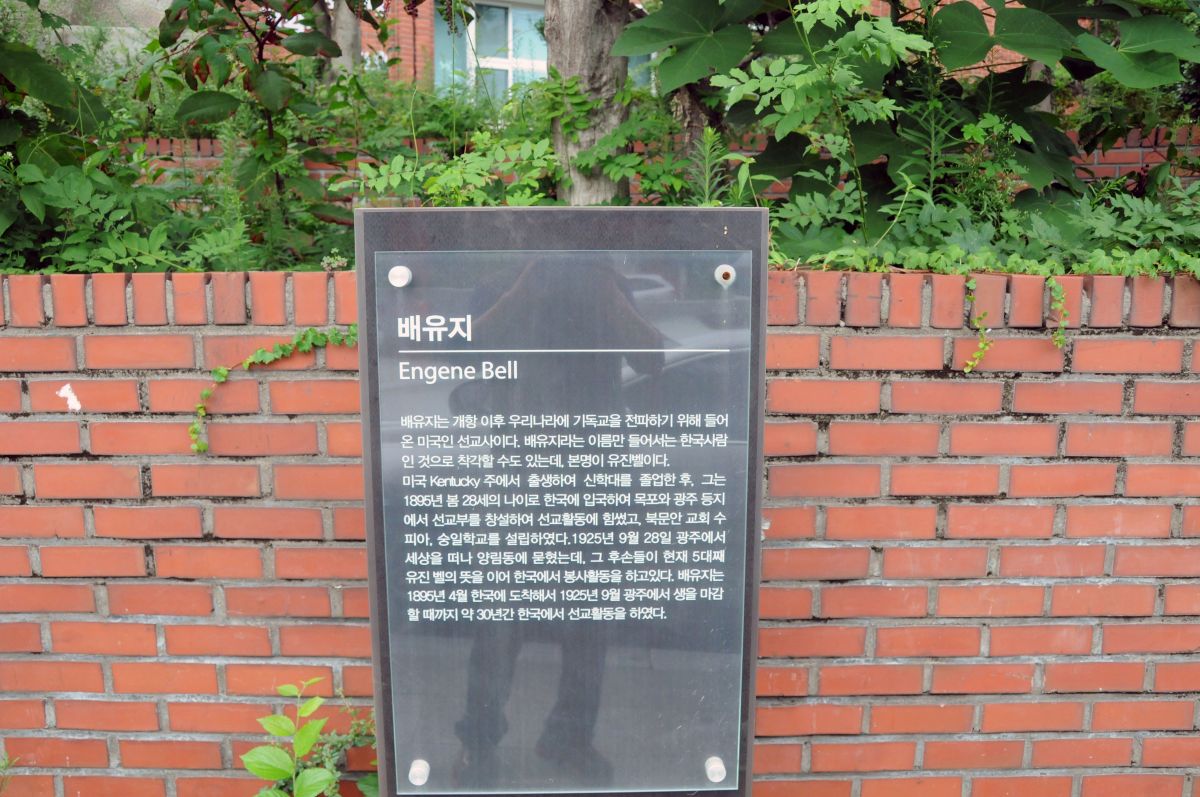 배유지
Engene Bell
배유지는 개항 이후 우리나라에 기독교을 전파하기 위해 들어
온 미국인 선교사이다. 배유지라는 이름만 들어서는 한국사람
인 것으로 착각할 수도 있는데, 본명이 유진벨이다.
미국 Kentucky 주에서 출생하여 신학대를 졸업한 후, 그는
1895년 봄 28세의 나이로 한국에 입국하여 목포와 광주 등지
에서 선교부를 창설하여 선교활동에 힘썼고, 북문안 교회 수
피아, 숭일학교를 설립하였다.1925년 9월 28일 광주에서
세상을 떠나 양림동에 묻혔는데, 그 후손들이 현재 5대째
유진 벨의 뜻을 이어 한국에서 봉사활동을 하고있다. 배유지는
1895년 4월 한국에 도착해서 1925년 9월 광주에서 생을 마감
할 때까지 약 30년간 한국에서 선교활동을 하였다.